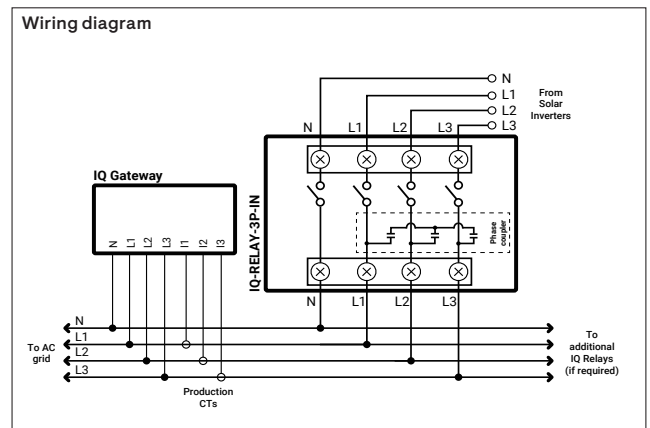 Wiring diagram
N
L1
L2
L3
From
Solar
Inverters
N L1 L2 L3
IQ Gateway
N L1 L2 L3 I1 I2 I3
IQ-RELAY-3P-IN
Phase
coupler
N L1 L2 L3
To AC
grid
N
L1
L2
L3
Production
CTs
To
additional
IQ Relays
(if required)